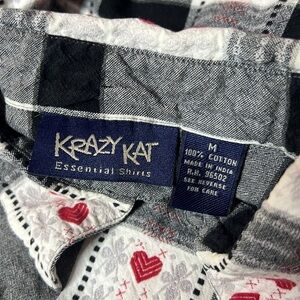 KRAZY KAT
Essential Shirts
M
100% COTTON
MADE IN INDIA
R.N. 96502
SEE REVERSE
FOR CARE